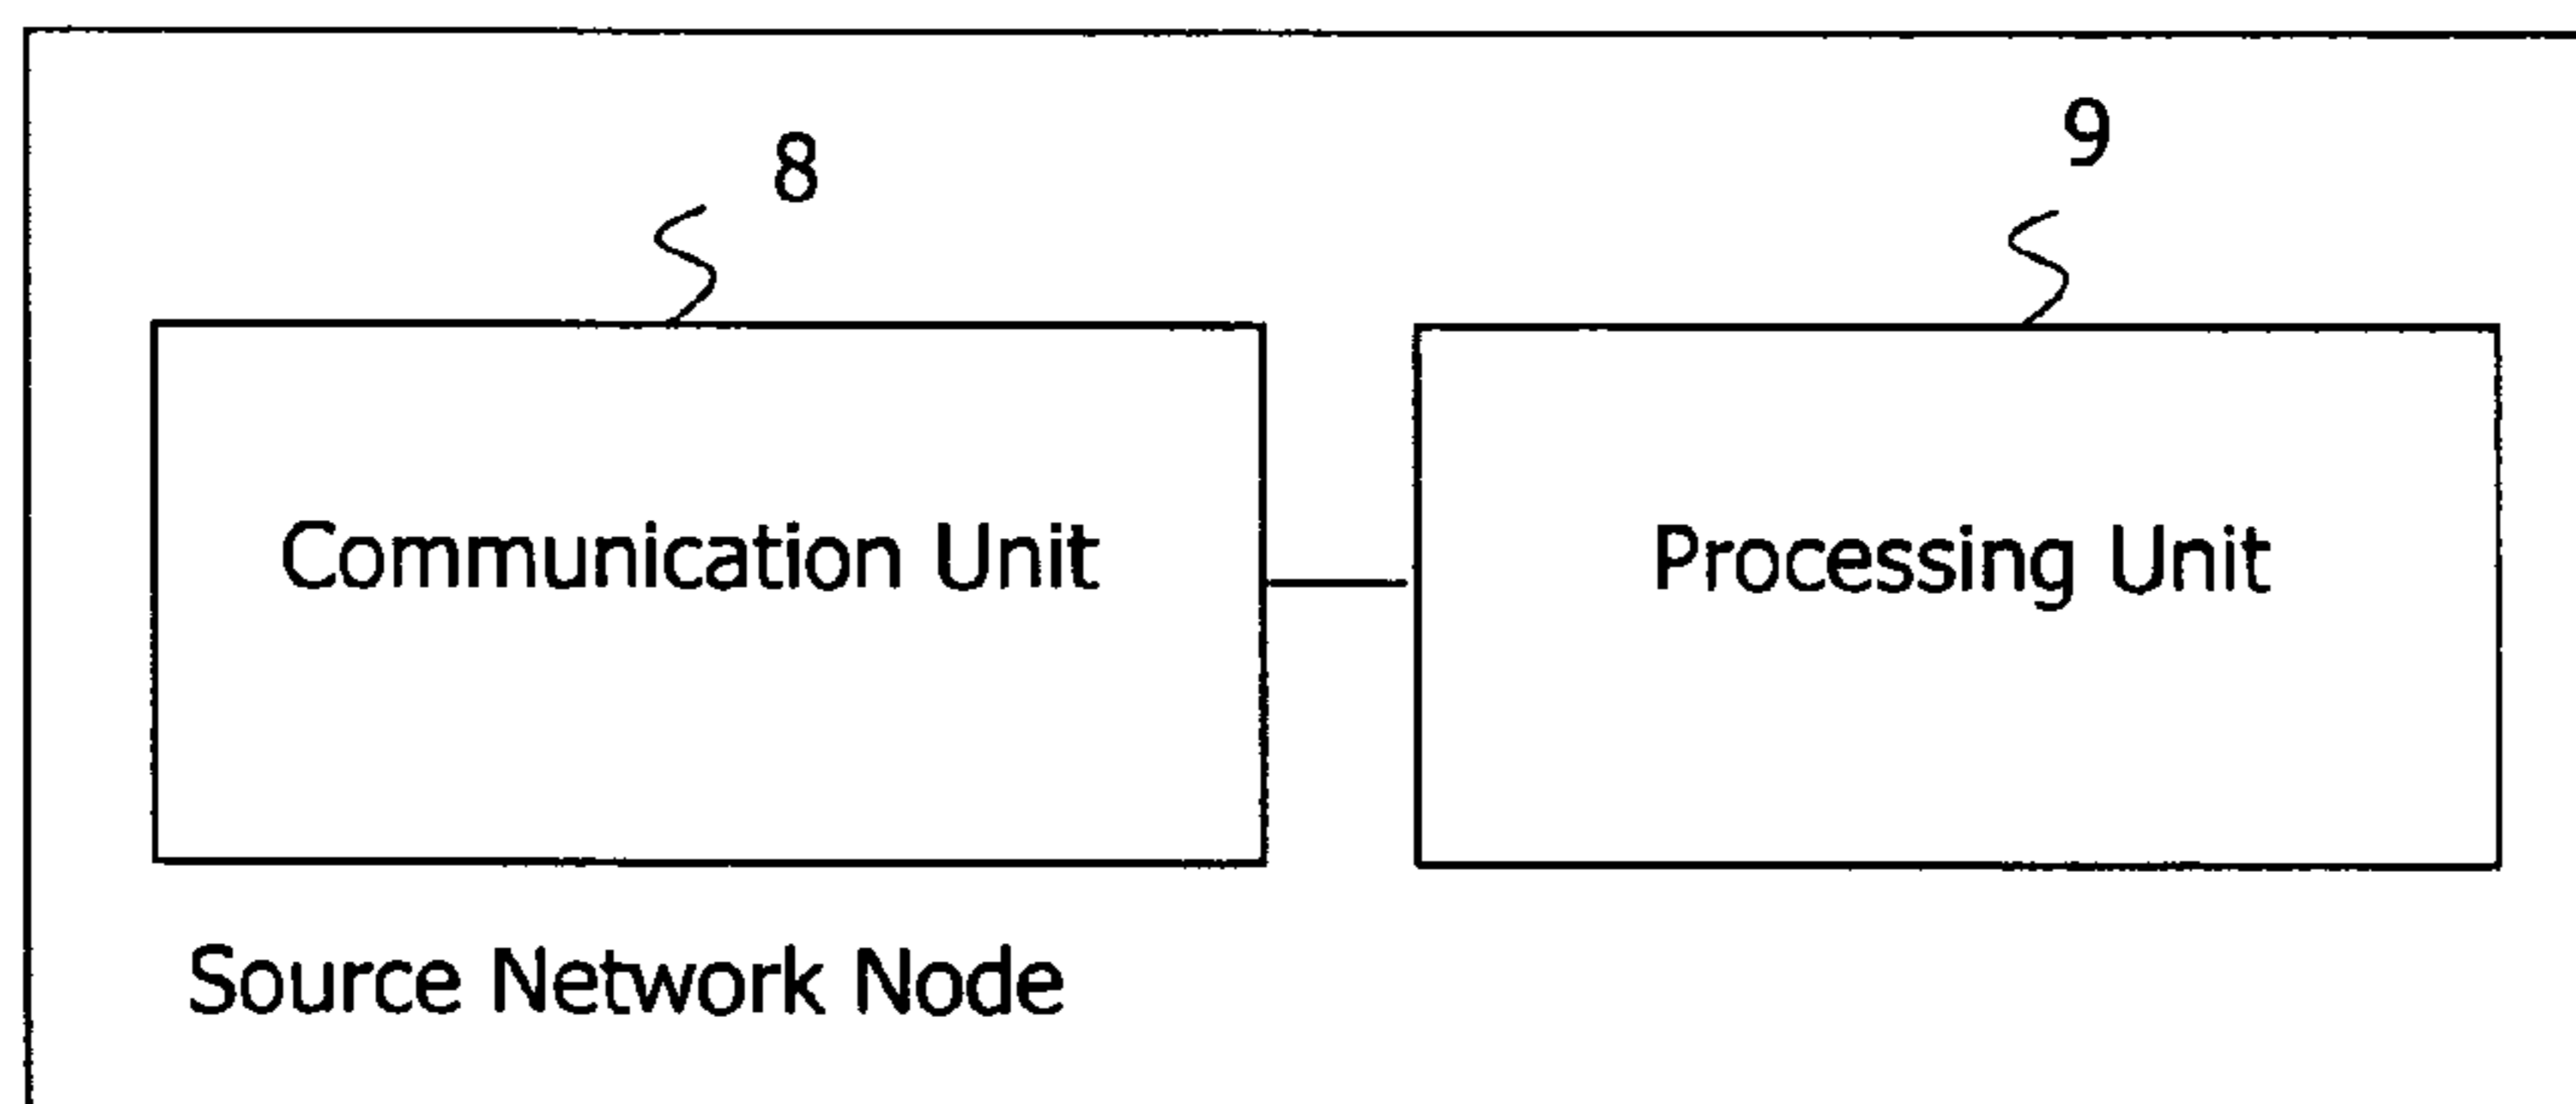 8
9
Communication Unit
Processing Unit
Source Network Node